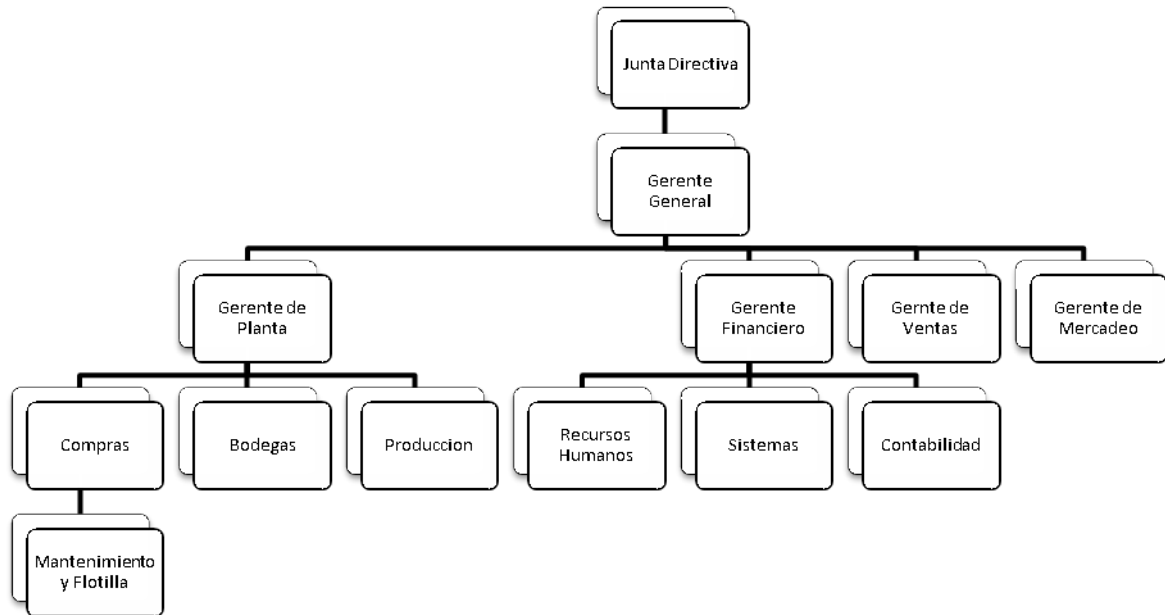 Junta Directiva
Gerente
General
Gerente de
Planta
Gerente
Financiero
Gernte de
Ventas
Gerente de
Mercadeo
Compras
Bodegas
Produccion
Recursos
Humanos
Sistemas
Contabilidad
Mantenimiento
y Flotilla